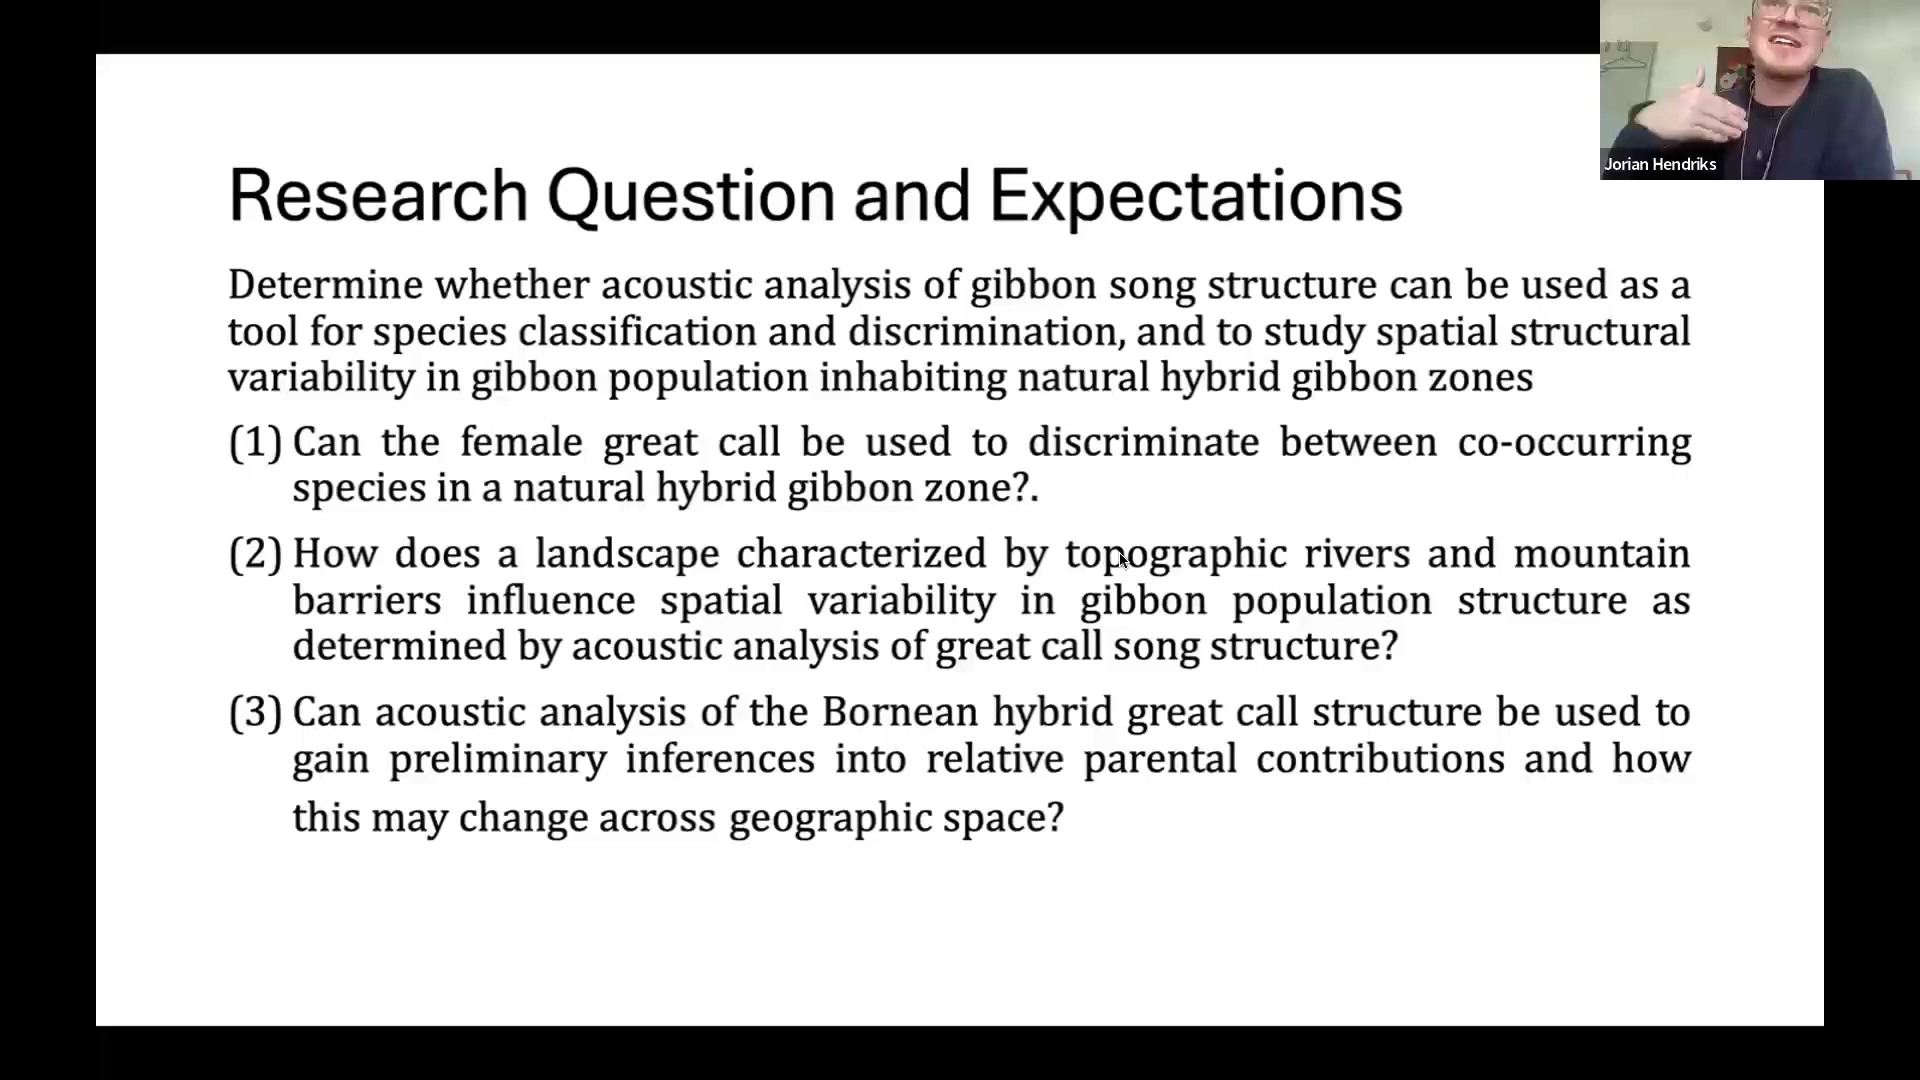 Jorian Hendriks
Research Question and Expectations
Determine whether acoustic analysis of gibbon song structure can be used as a
tool for species classification and discrimination, and to study spatial structural
variability in gibbon population inhabiting natural hybrid gibbon zones
(1) Can the female great call be used to discriminate between co-occurring
species in a natural hybrid gibbon zone?.
(2) How does a landscape characterized by topographic rivers and mountain
barriers influence spatial variability in gibbon population structure as
determined by acoustic analysis of great call song structure?
(3) Can acoustic analysis of the Bornean hybrid great call structure be used to
gain preliminary inferences into relative parental contributions and how
this may change across geographic space?